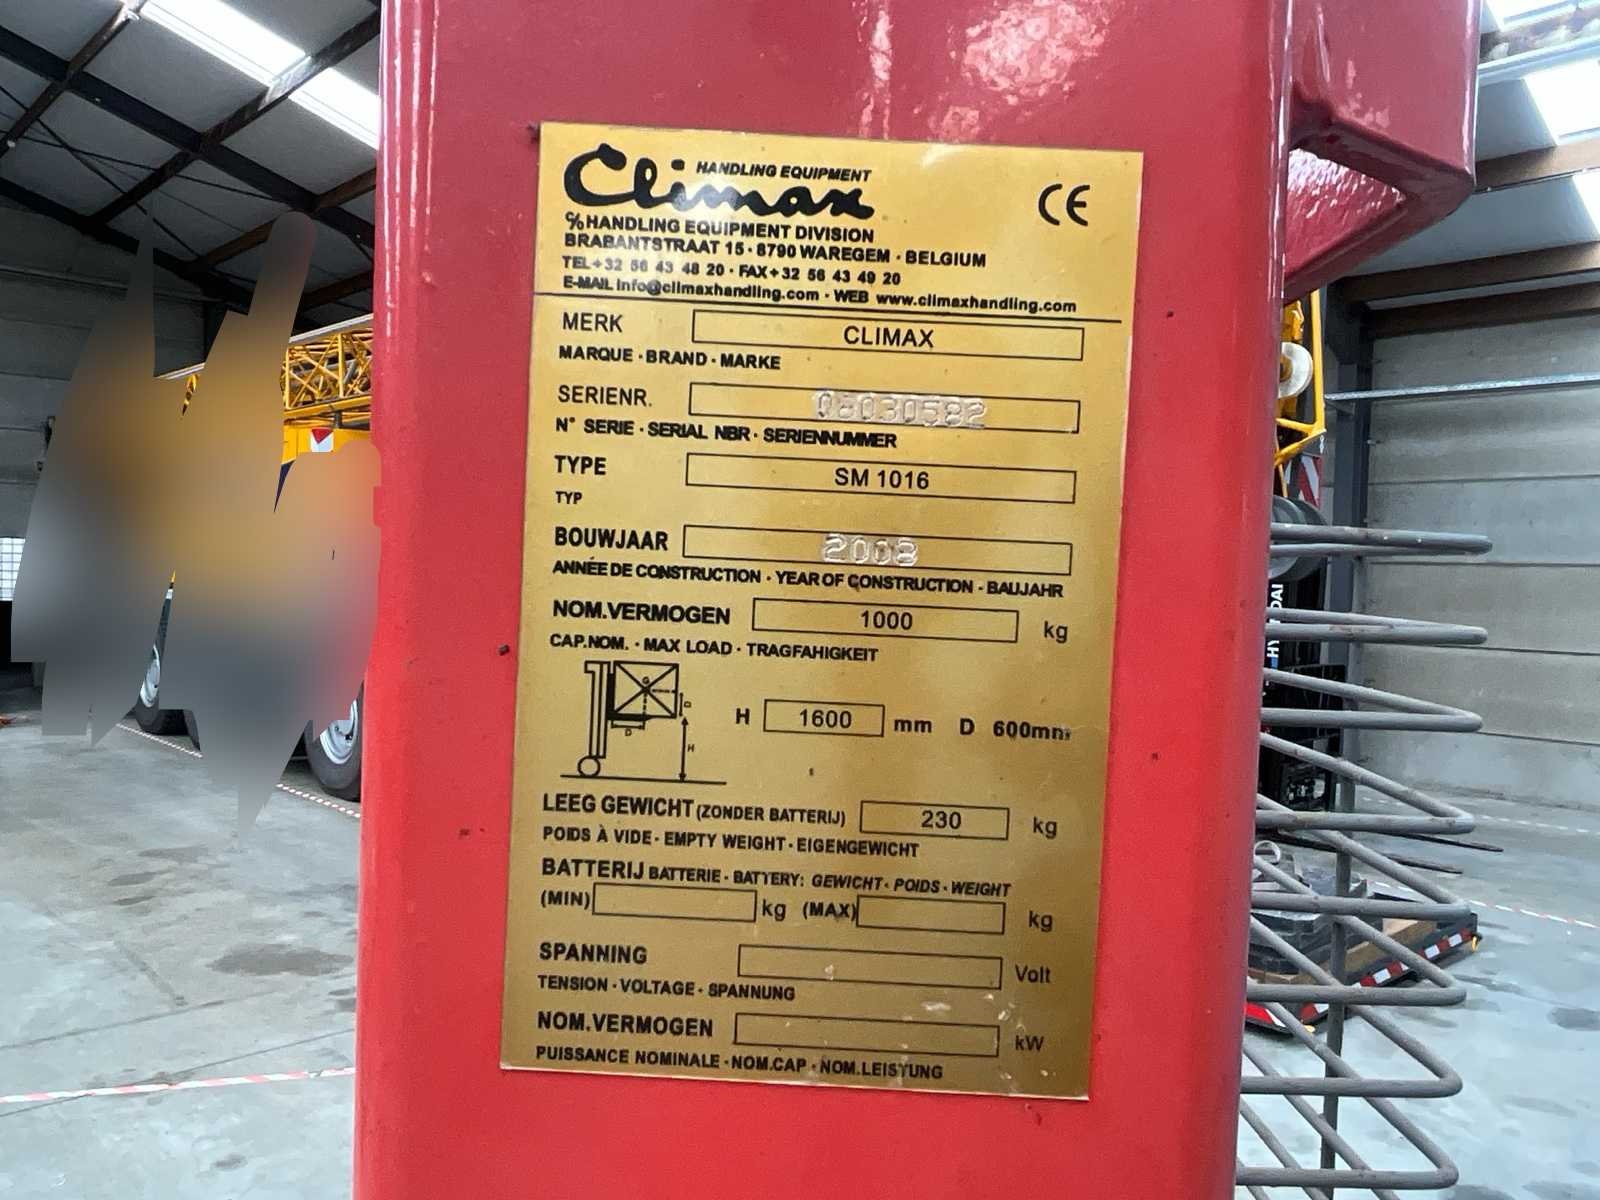 HANDLING EQUIPMENT
Climax
C/o HANDLING EQUIPMENT DIVISION
BRABANTSTRAAT 15 · 8790 WAREGEM · BELGIUM
TEL+32 56 43 48 20 · FAX+32 56 43 49 20
E-MAIL info@climaxhandling.com · WEB www.climaxhandling.com
CE
MERK CLIMAX
MARQUE · BRAND · MARKE
SERIENR. 08030582
N° SERIE · SERIAL NBR · SERIENNUMMER
TYPE SM 1016
TYP
BOUWJAAR 2008
ANNÉE DE CONSTRUCTION · YEAR OF CONSTRUCTION · BAUJAHR
NOM.VERMOGEN 1000 kg
CAP.NOM. · MAX LOAD · TRAGFAHIGKEIT
G
D
H
H 1600 mm D 600mm
LEEG GEWICHT (ZONDER BATTERIJ) 230 kg
POIDS À VIDE · EMPTY WEIGHT · EIGENGEWICHT
BATTERIJ BATTERIE · BATTERY: GEWICHT · POIDS · WEIGHT
(MIN) kg (MAX) kg
SPANNING Volt
TENSION · VOLTAGE · SPANNUNG
NOM.VERMOGEN kW
PUISSANCE NOMINALE · NOM.CAP · NOM.LEISTUNG